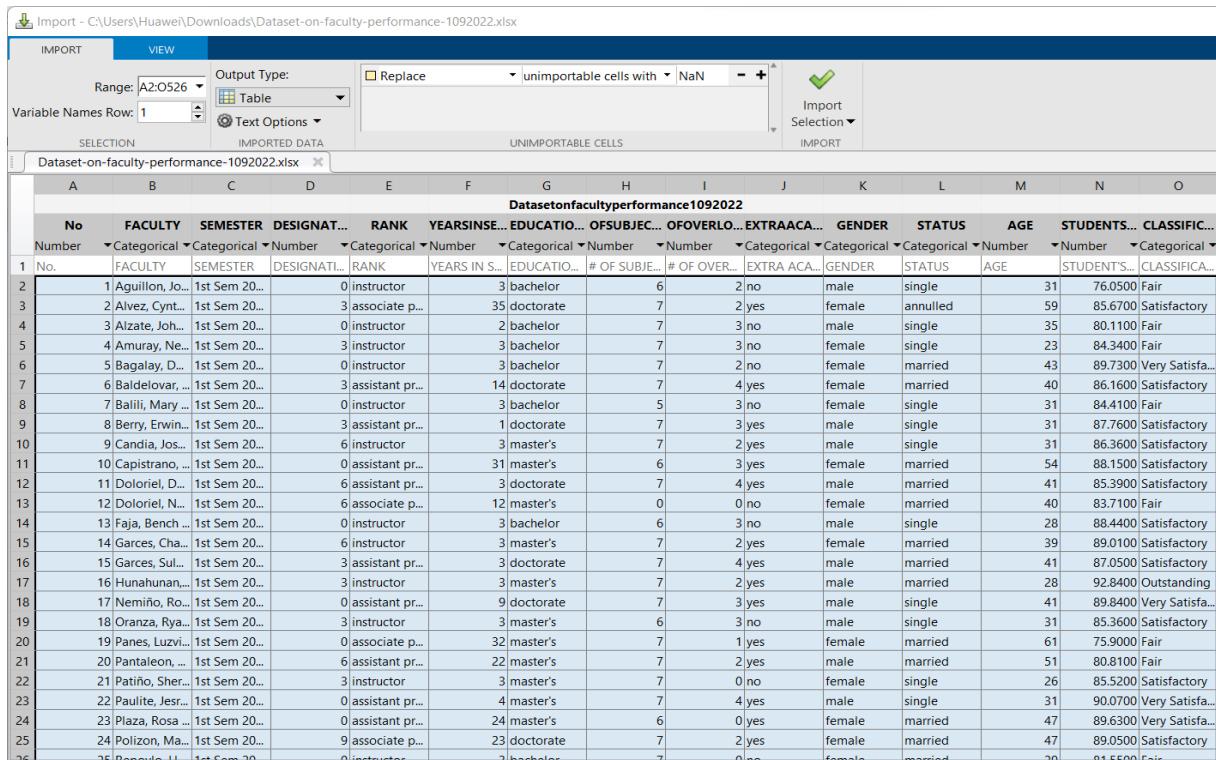 Import - C:\Users\Huawei\Downloads\Dataset-on-faculty-performance-1092022.xlsx
IMPORT VIEW
Range: A2:O526
Variable Names Row: 1
SELECTION
Output Type:
Table
Text Options
IMPORTED DATA
Replace unimportable cells with NaN − +
UNIMPORTABLE CELLS
Import
Selection
IMPORT
Dataset-on-faculty-performance-1092022.xlsx
A B C D E F G H I J K L M N O
Datasetonfacultyperformance1092022
No FACULTY SEMESTER DESIGNAT... RANK YEARSINSE... EDUCATIO... OFSUBJEC... OFOVERLO... EXTRAACA... GENDER STATUS AGE STUDENTS... CLASSIFIC...
Number Categorical Categorical Number Categorical Number Categorical Number Number Categorical Categorical Categorical Number Number Categorical
1 No. FACULTY SEMESTER DESIGNATI... RANK YEARS IN S... EDUCATIO... # OF SUBJE... # OF OVER... EXTRA ACA... GENDER STATUS AGE STUDENT'S... CLASSIFICA...
2 1 Aguillon, Jo... 1st Sem 20... 0 instructor 3 bachelor 6 2 no male single 31 76.0500 Fair
3 2 Alvez, Cynt... 1st Sem 20... 3 associate p... 35 doctorate 7 2 yes female annulled 59 85.6700 Satisfactory
4 3 Alzate, Joh... 1st Sem 20... 0 instructor 2 bachelor 7 3 no male single 35 80.1100 Fair
5 4 Amuray, Ne... 1st Sem 20... 3 instructor 3 bachelor 7 3 no female single 23 84.3400 Fair
6 5 Bagalay, D... 1st Sem 20... 0 instructor 3 bachelor 7 2 no female married 43 89.7300 Very Satisfa...
7 6 Baldelovar, ... 1st Sem 20... 3 assistant pr... 14 doctorate 7 4 yes female married 40 86.1600 Satisfactory
8 7 Balili, Mary ... 1st Sem 20... 0 instructor 3 bachelor 5 3 no female single 31 84.4100 Fair
9 8 Berry, Erwin... 1st Sem 20... 3 assistant pr... 1 doctorate 7 3 yes female single 31 87.7600 Satisfactory
10 9 Candia, Jos... 1st Sem 20... 6 instructor 3 master's 7 2 yes male single 31 86.3600 Satisfactory
11 10 Capistrano, ... 1st Sem 20... 0 assistant pr... 31 master's 6 3 yes female married 54 88.1500 Satisfactory
12 11 Doloriel, D... 1st Sem 20... 6 assistant pr... 3 doctorate 7 4 yes male married 41 85.3900 Satisfactory
13 12 Doloriel, N... 1st Sem 20... 6 associate p... 12 master's 0 0 no female married 40 83.7100 Fair
14 13 Faja, Bench ... 1st Sem 20... 0 instructor 3 bachelor 6 3 no male single 28 88.4400 Satisfactory
15 14 Garces, Cha... 1st Sem 20... 6 instructor 3 master's 7 2 yes female married 39 89.0100 Satisfactory
16 15 Garces, Sul... 1st Sem 20... 3 assistant pr... 3 doctorate 7 4 yes male married 41 87.0500 Satisfactory
17 16 Hunahunan,... 1st Sem 20... 3 instructor 3 master's 7 2 yes male married 28 92.8400 Outstanding
18 17 Nemiño, Ro... 1st Sem 20... 0 assistant pr... 9 doctorate 7 3 yes male single 41 89.8400 Very Satisfa...
19 18 Oranza, Rya... 1st Sem 20... 3 instructor 3 master's 6 3 no male single 31 85.3600 Satisfactory
20 19 Panes, Luzvi... 1st Sem 20... 0 associate p... 32 master's 7 1 yes female married 61 75.9000 Fair
21 20 Pantaleon, ... 1st Sem 20... 6 assistant pr... 22 master's 7 2 yes male married 51 80.8100 Fair
22 21 Patiño, Sher... 1st Sem 20... 3 instructor 3 master's 7 0 no female single 26 85.5200 Satisfactory
23 22 Paulite, Jesr... 1st Sem 20... 0 assistant pr... 4 master's 7 4 yes male single 31 90.0700 Very Satisfa...
24 23 Plaza, Rosa ... 1st Sem 20... 0 assistant pr... 24 master's 6 0 yes female married 47 89.6300 Very Satisfa...
25 24 Polizon, Ma... 1st Sem 20... 9 associate p... 23 doctorate 7 2 yes female married 47 89.0500 Satisfactory